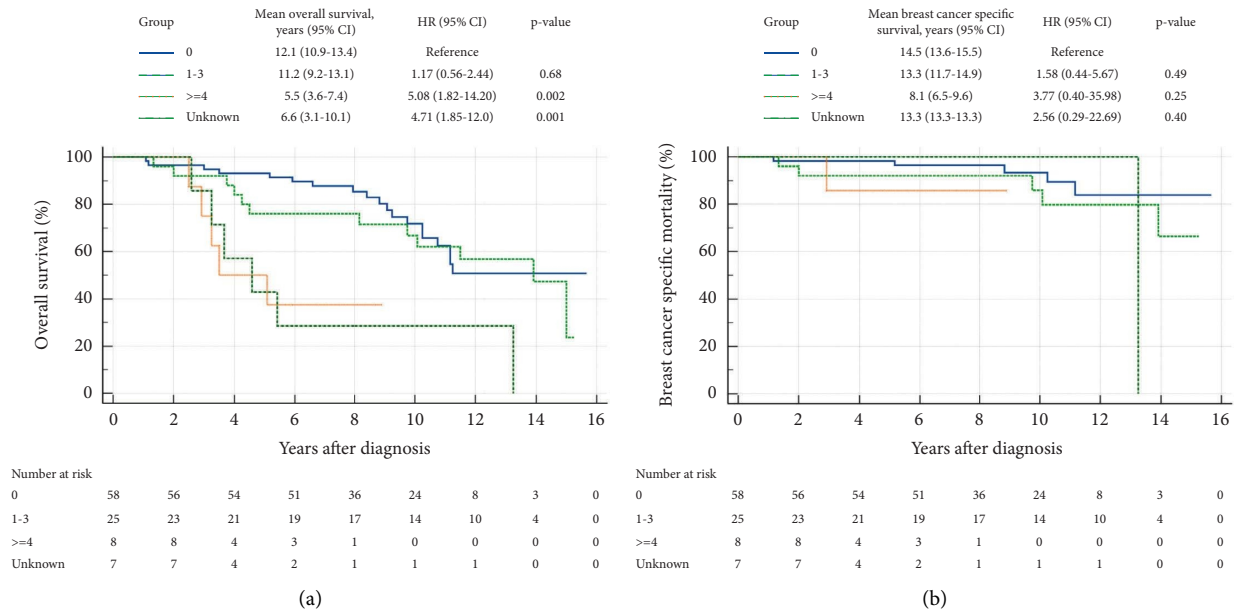 Group Mean overall survival, years (95% CI) HR (95% CI) p-value
0 12.1 (10.9-13.4) Reference
1-3 11.2 (9.2-13.1) 1.17 (0.56-2.44) 0.68
>=4 5.5 (3.6-7.4) 5.08 (1.82-14.20) 0.002
Unknown 6.6 (3.1-10.1) 4.71 (1.85-12.0) 0.001
Overall survival (%)
100
80
60
40
20
0
0 2 4 6 8 10 12 14 16
Years after diagnosis
Number at risk
0 58 56 54 51 36 24 8 3 0
1-3 25 23 21 19 17 14 10 4 0
>=4 8 8 4 3 1 0 0 0 0
Unknown 7 7 4 2 1 1 1 0 0
(a)
Group Mean breast cancer specific survival, years (95% CI) HR (95% CI) p-value
0 14.5 (13.6-15.5) Reference
1-3 13.3 (11.7-14.9) 1.58 (0.44-5.67) 0.49
>=4 8.1 (6.5-9.6) 3.77 (0.40-35.98) 0.25
Unknown 13.3 (13.3-13.3) 2.56 (0.29-22.69) 0.40
Breast cancer specific mortality (%)
100
80
60
40
20
0
0 2 4 6 8 10 12 14 16
Years after diagnosis
Number at risk
0 58 56 54 51 36 24 8 3 0
1-3 25 23 21 19 17 14 10 4 0
>=4 8 8 4 3 1 0 0 0 0
Unknown 7 7 4 2 1 1 1 0 0
(b)